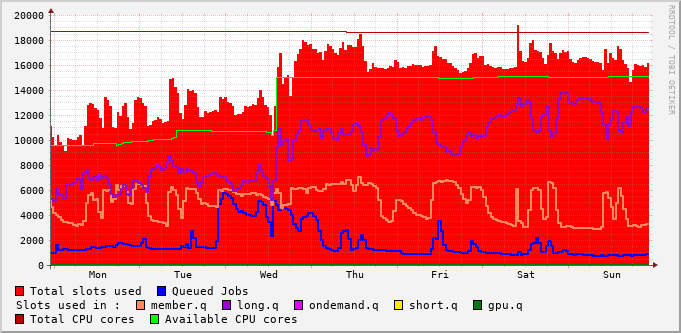 20000
18000
16000
14000
12000
10000
8000
6000
4000
2000
0
Mon Tue Wed Thu Fri Sat Sun
RRDTOOL / TOBI OETIKER
Total slots used Queued Jobs
Slots used in : member.q long.q ondemand.q short.q gpu.q
Total CPU cores Available CPU cores